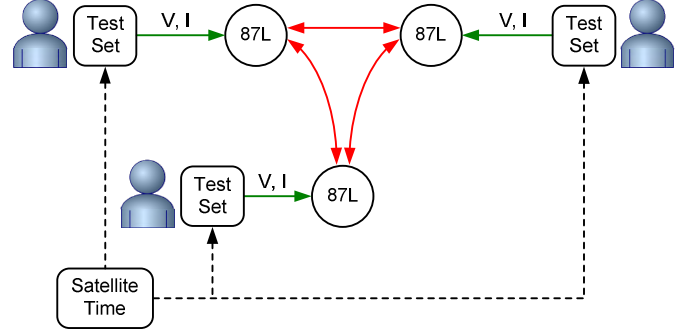 Test
Set
V, I
87L
87L
V, I
Test
Set
Test
Set
V, I
87L
Satellite
Time